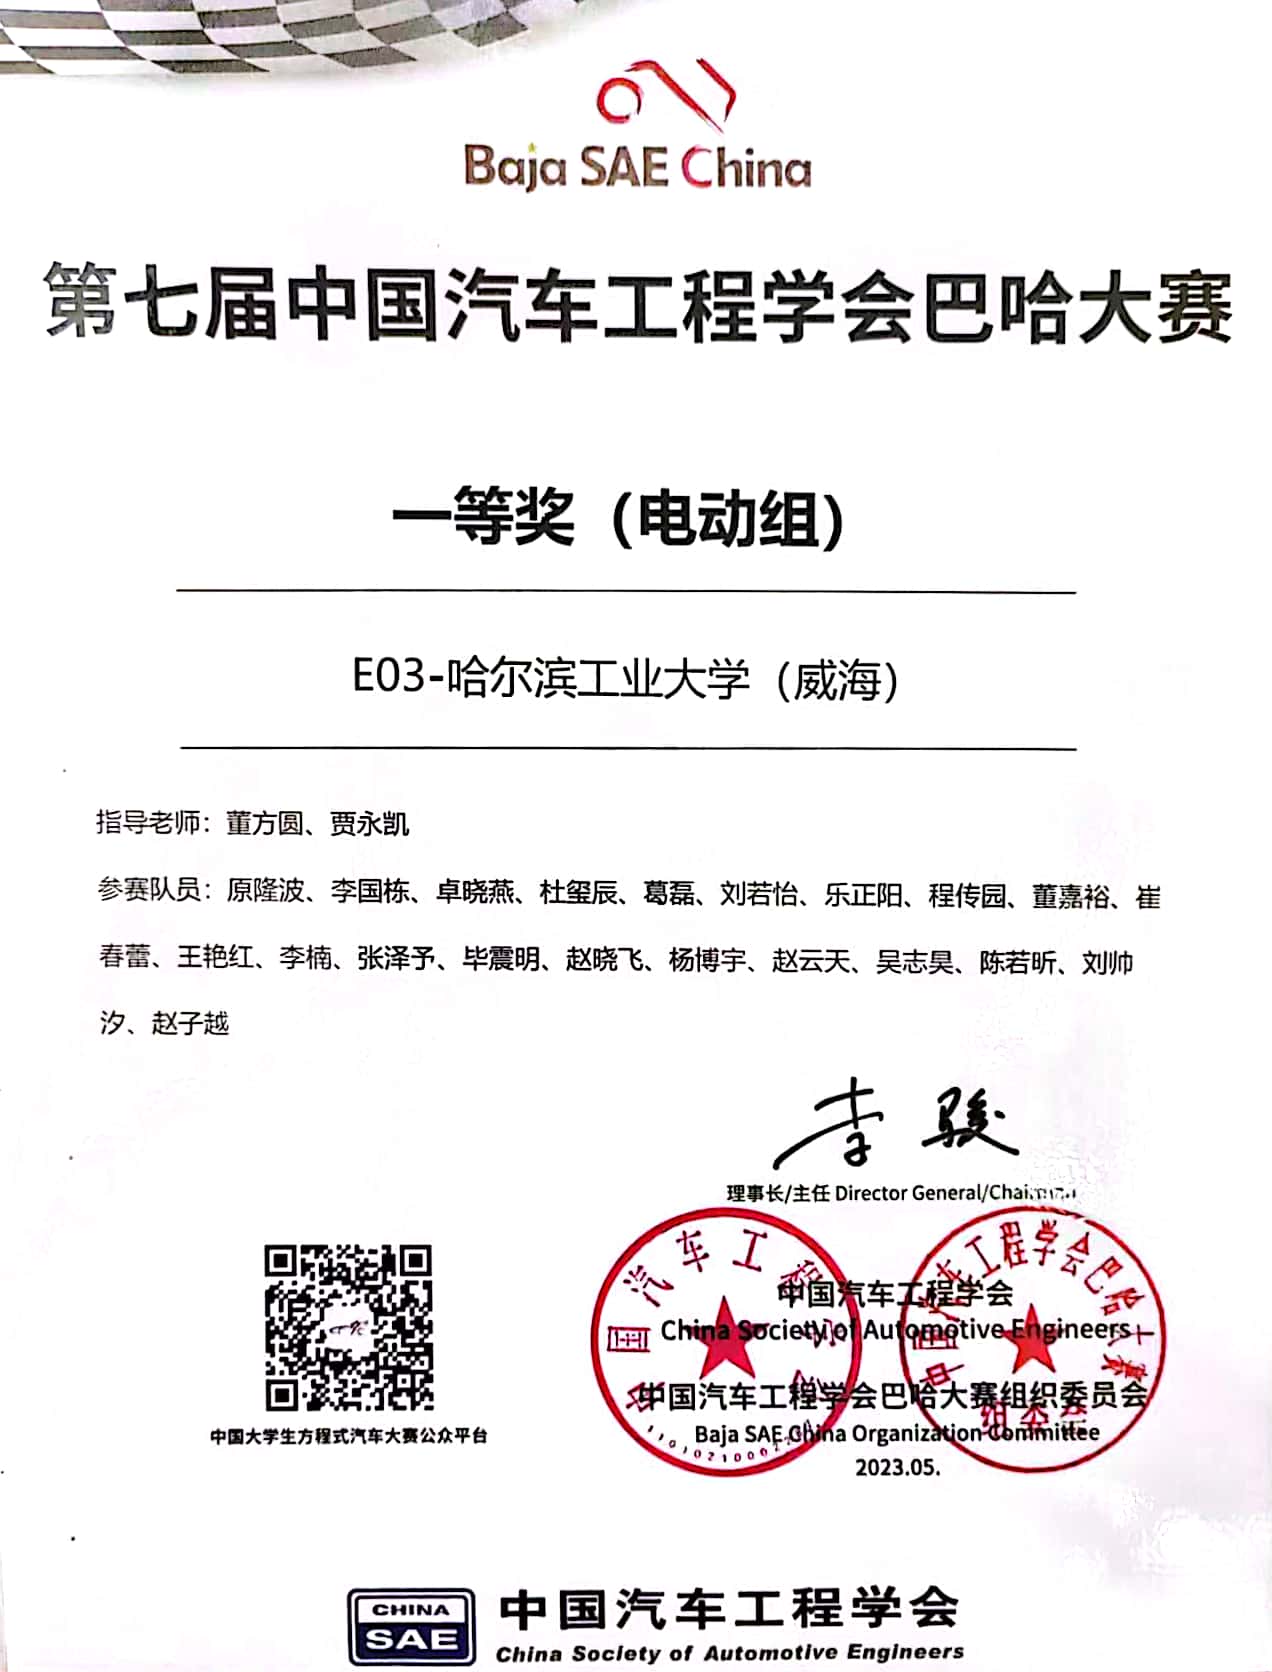 Baja SAE China
第七届中国汽车工程学会巴哈大赛
一等奖（电动组）
E03-哈尔滨工业大学（威海）
指导老师：董方圆、贾永凯
参赛队员：原隆波、李国栋、卓晓燕、杜玺辰、葛磊、刘若怡、乐正阳、程传园、董嘉裕、崔
春蕾、王艳红、李楠、张泽予、毕震明、赵晓飞、杨博宇、赵云天、吴志昊、陈若昕、刘帅
汐、赵子越
李骏
理事长/主任 Director General/Chairman
中国汽车工程学会
China Society of Automotive Engineers
中国汽车工程学会巴哈大赛组织委员会
Baja SAE China Organization Committee
2023.05.
中国大学生方程式汽车大赛公众平台
CHINA
SAE
中国汽车工程学会
China Society of Automotive Engineers